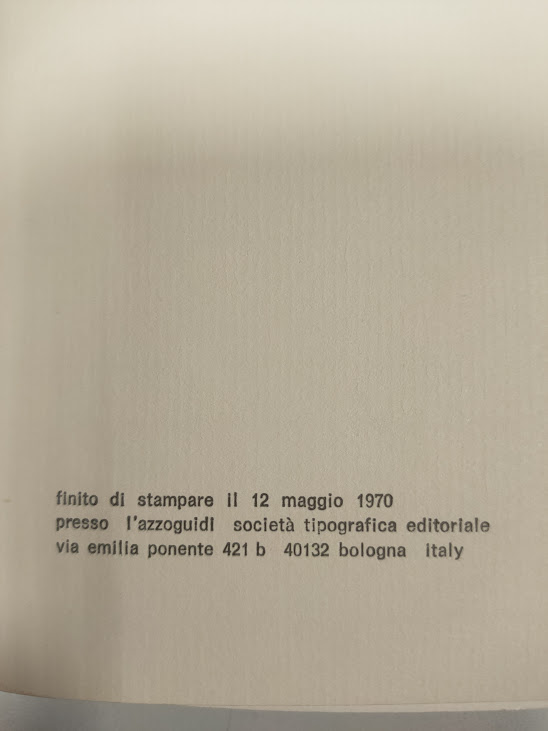 finito di stampare il 12 maggio 1970
presso l'azzoguidi società tipografica editoriale
via emilia ponente 421 b 40132 bologna italy